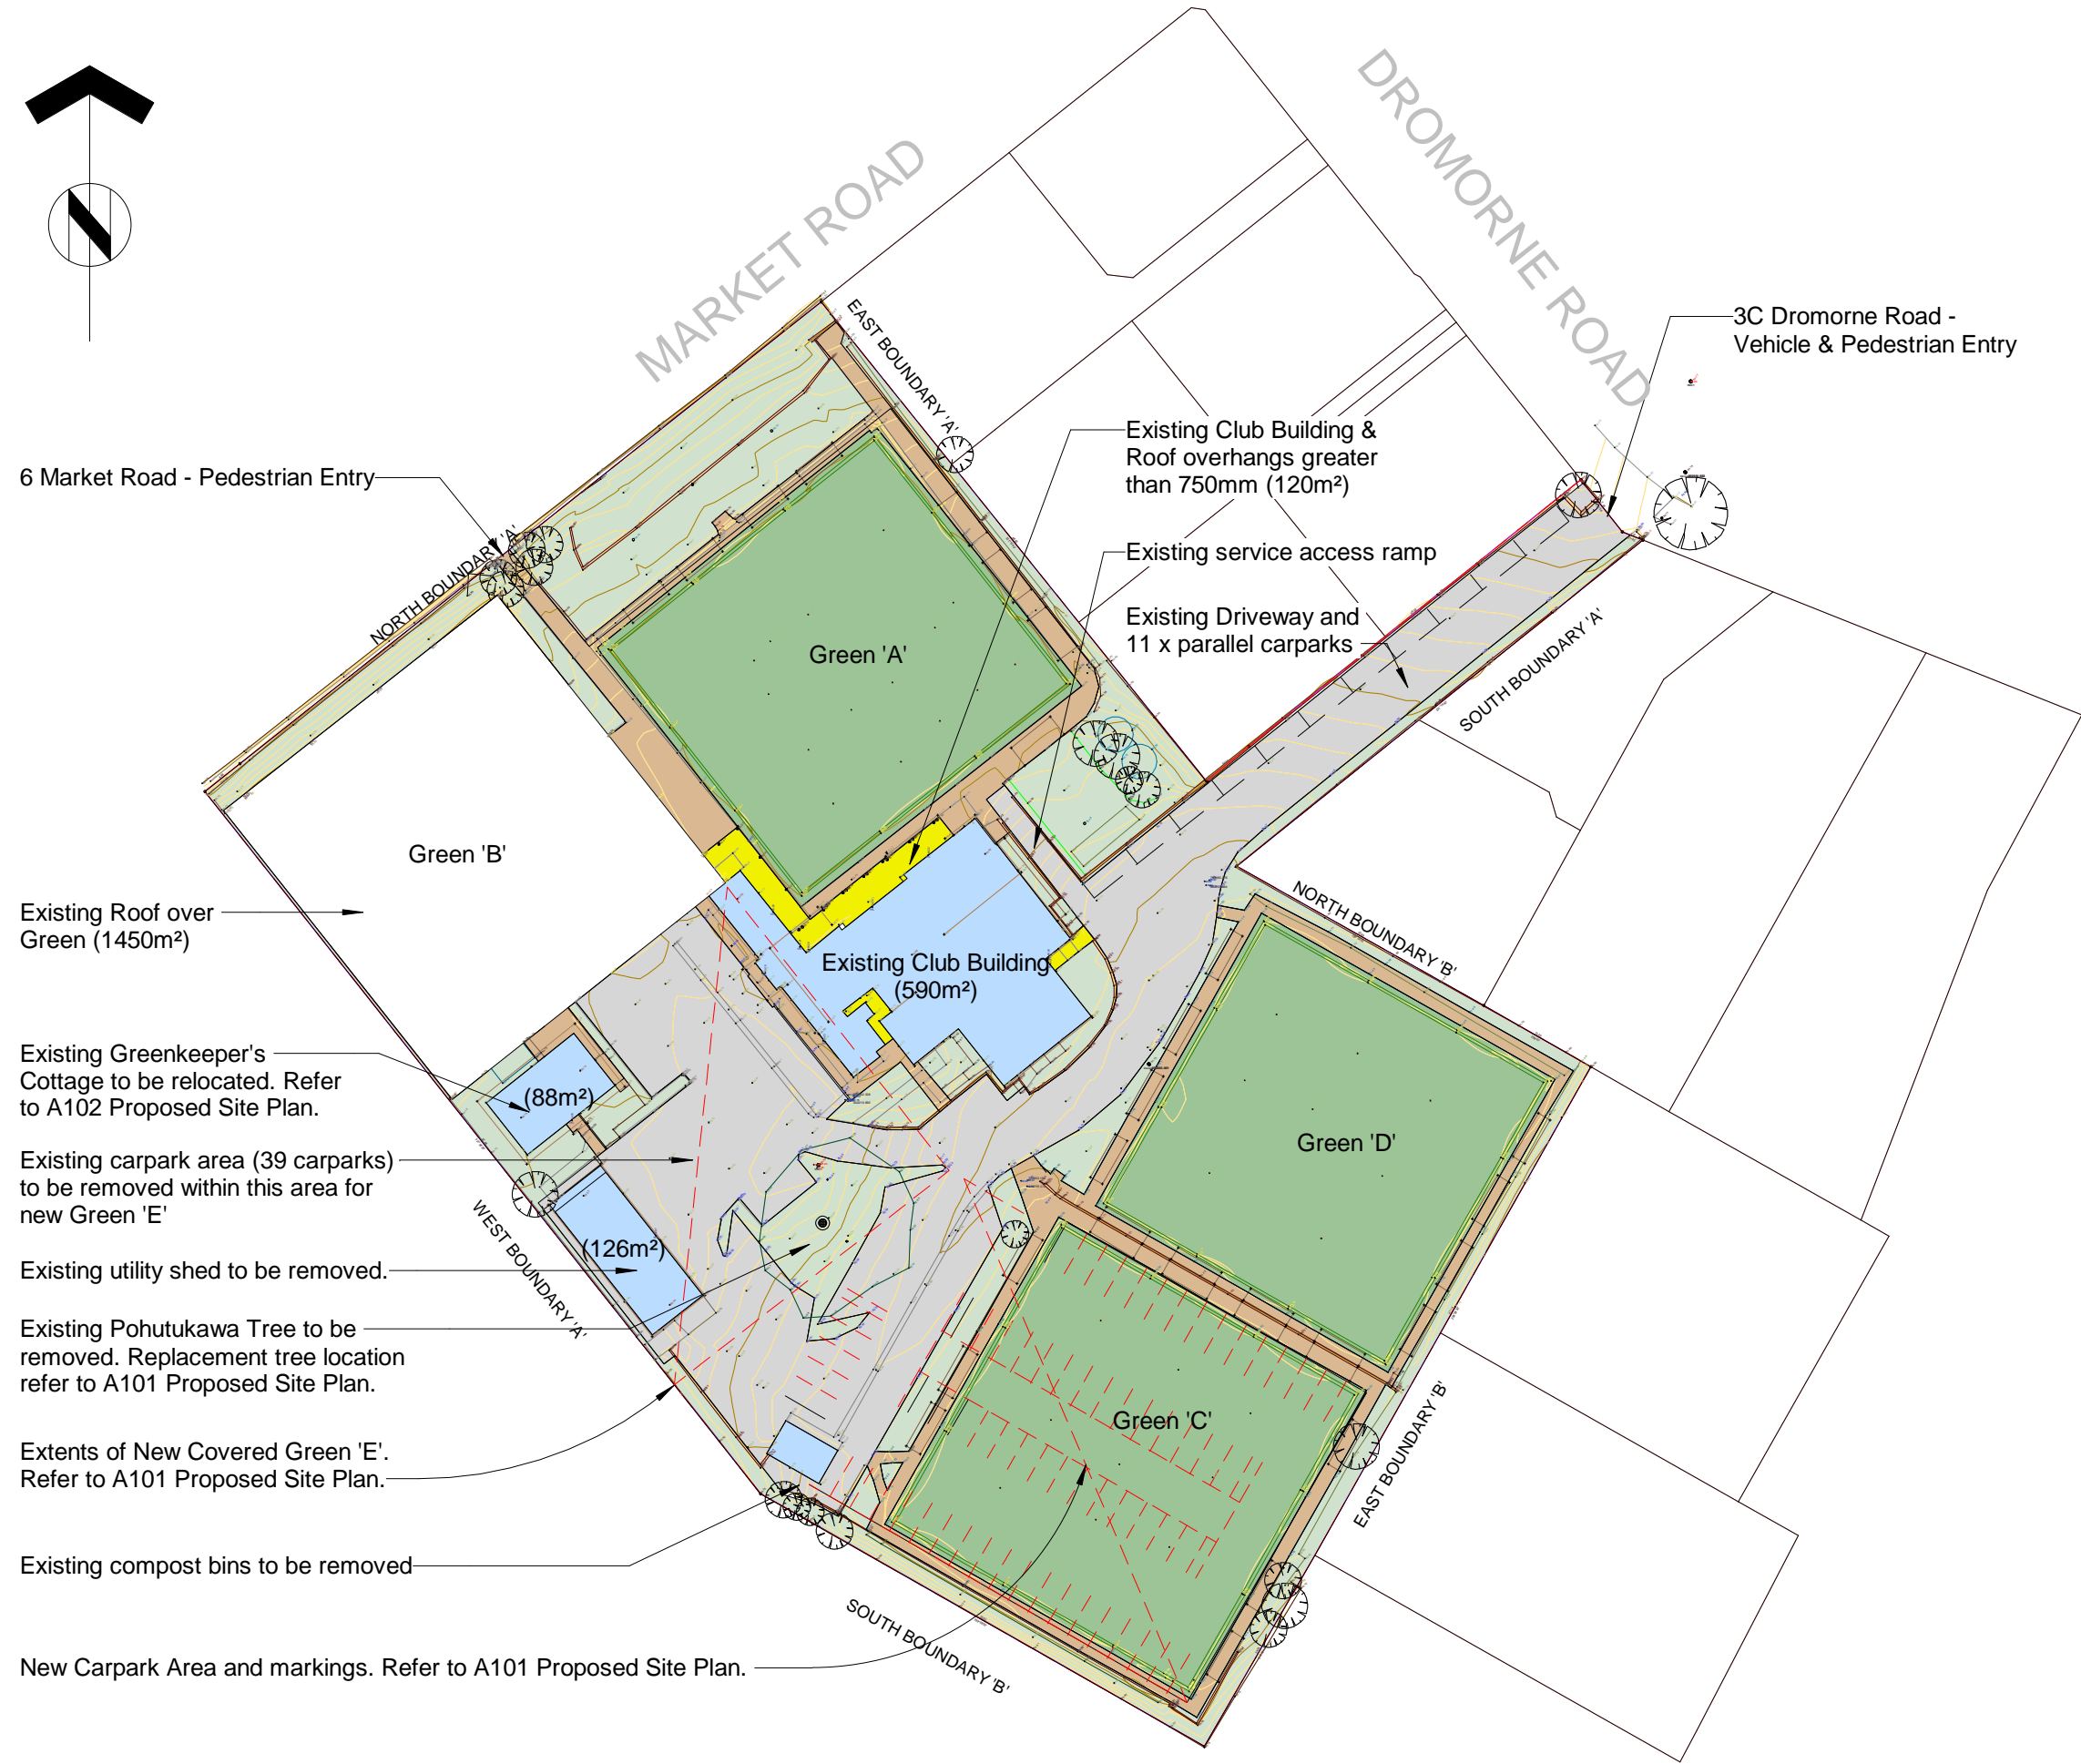 N
MARKET ROAD
DROMORNE ROAD
EAST BOUNDARY 'A'
3C Dromorne Road -
Vehicle & Pedestrian Entry
6 Market Road - Pedestrian Entry
Existing Club Building &
Roof overhangs greater
than 750mm (120m²)
NORTH BOUNDARY 'A'
Existing service access ramp
Existing Driveway and
11 x parallel carparks
Green 'A'
SOUTH BOUNDARY 'A'
Green 'B'
Existing Roof over
Green (1450m²)
NORTH BOUNDARY 'B'
Existing Club Building
(590m²)
Existing Greenkeeper's
Cottage to be relocated. Refer
to A102 Proposed Site Plan.
(88m²)
Green 'D'
Existing carpark area (39 carparks)
to be removed within this area for
new Green 'E'
WEST BOUNDARY 'A'
(126m²)
Existing utility shed to be removed.
Existing Pohutukawa Tree to be
removed. Replacement tree location
refer to A101 Proposed Site Plan.
Green 'C'
EAST BOUNDARY 'B'
Extents of New Covered Green 'E'.
Refer to A101 Proposed Site Plan.
Existing compost bins to be removed
SOUTH BOUNDARY 'B'
New Carpark Area and markings. Refer to A101 Proposed Site Plan.